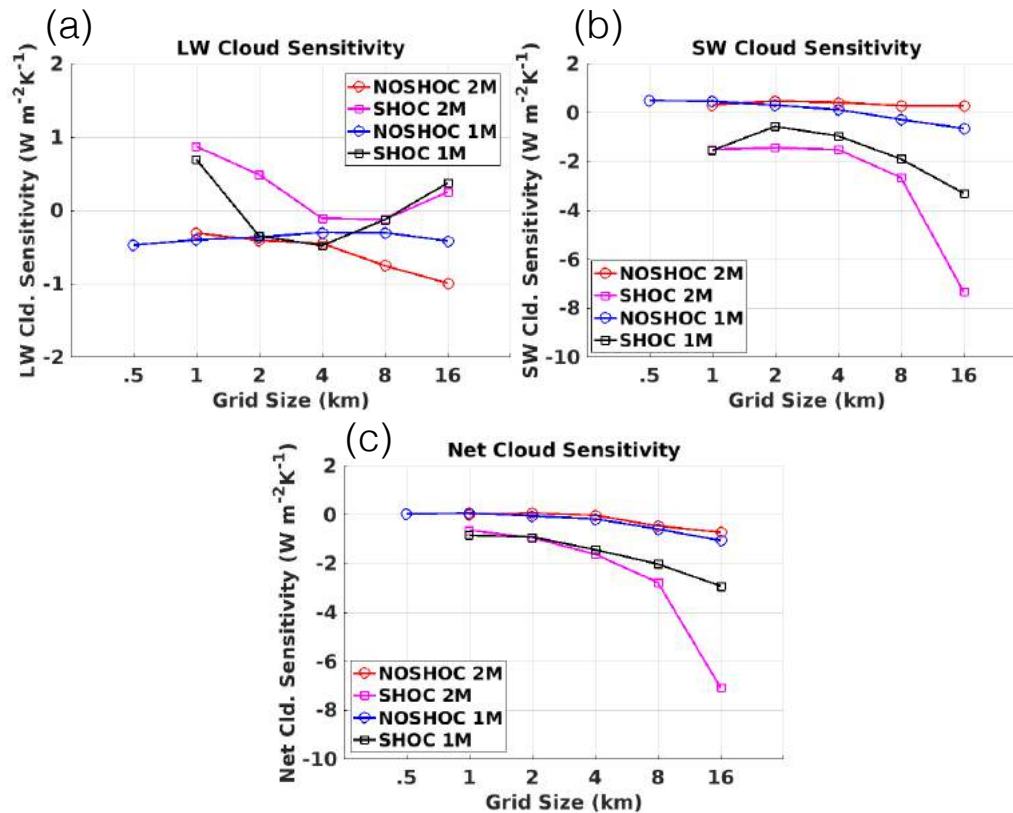 (a)
LW Cloud Sensitivity
LW Cld. Sensitivity (W m⁻²K⁻¹)
2
1
0
-1
-2
NOSHOC 2M
SHOC 2M
NOSHOC 1M
SHOC 1M
.5 1 2 4 8 16
Grid Size (km)
(b)
SW Cloud Sensitivity
SW Cld. Sensitivity (W m⁻²K⁻¹)
2
0
-2
-4
-6
-8
-10
NOSHOC 2M
SHOC 2M
NOSHOC 1M
SHOC 1M
.5 1 2 4 8 16
Grid Size (km)
(c)
Net Cloud Sensitivity
Net Cld. Sensitivity (W m⁻²K⁻¹)
2
0
-2
-4
-6
-8
-10
NOSHOC 2M
SHOC 2M
NOSHOC 1M
SHOC 1M
.5 1 2 4 8 16
Grid Size (km)